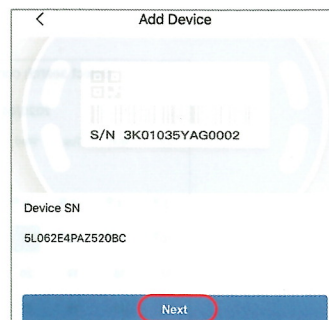 Add Device
S/N 3K01035YAG0002
Device SN
5L062E4PAZ520BC
Next